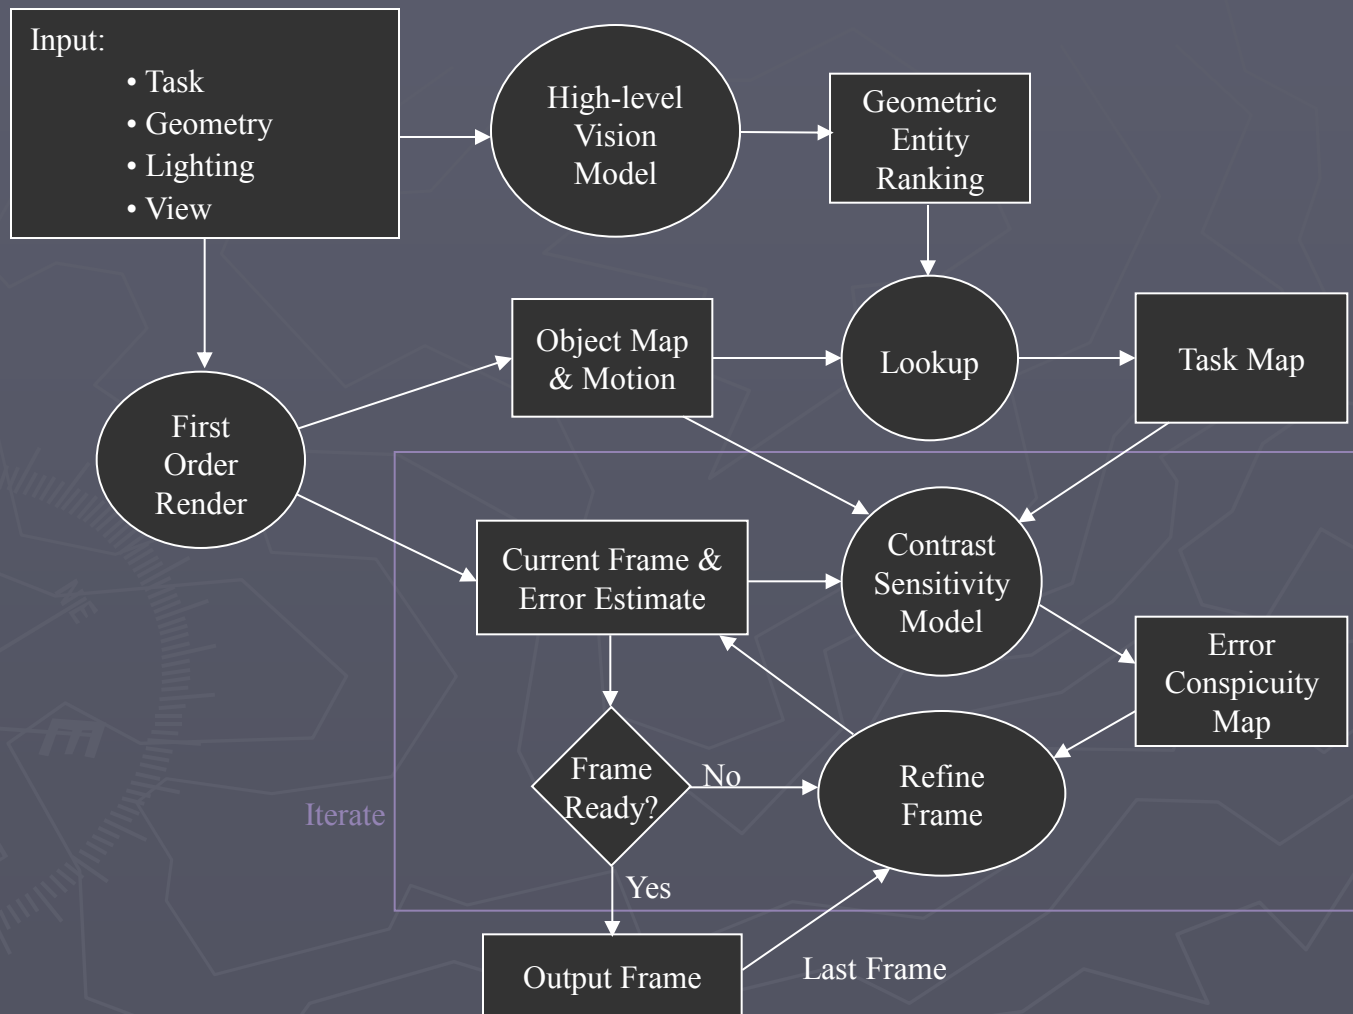 Input:
• Task
• Geometry
• Lighting
• View
High-level
Vision
Model
Geometric
Entity
Ranking
Object Map
& Motion
Lookup
Task Map
First
Order
Render
Current Frame &
Error Estimate
Contrast
Sensitivity
Model
Error
Conspicuity
Map
Frame
Ready?
No
Refine
Frame
Iterate
Yes
Output Frame
Last Frame